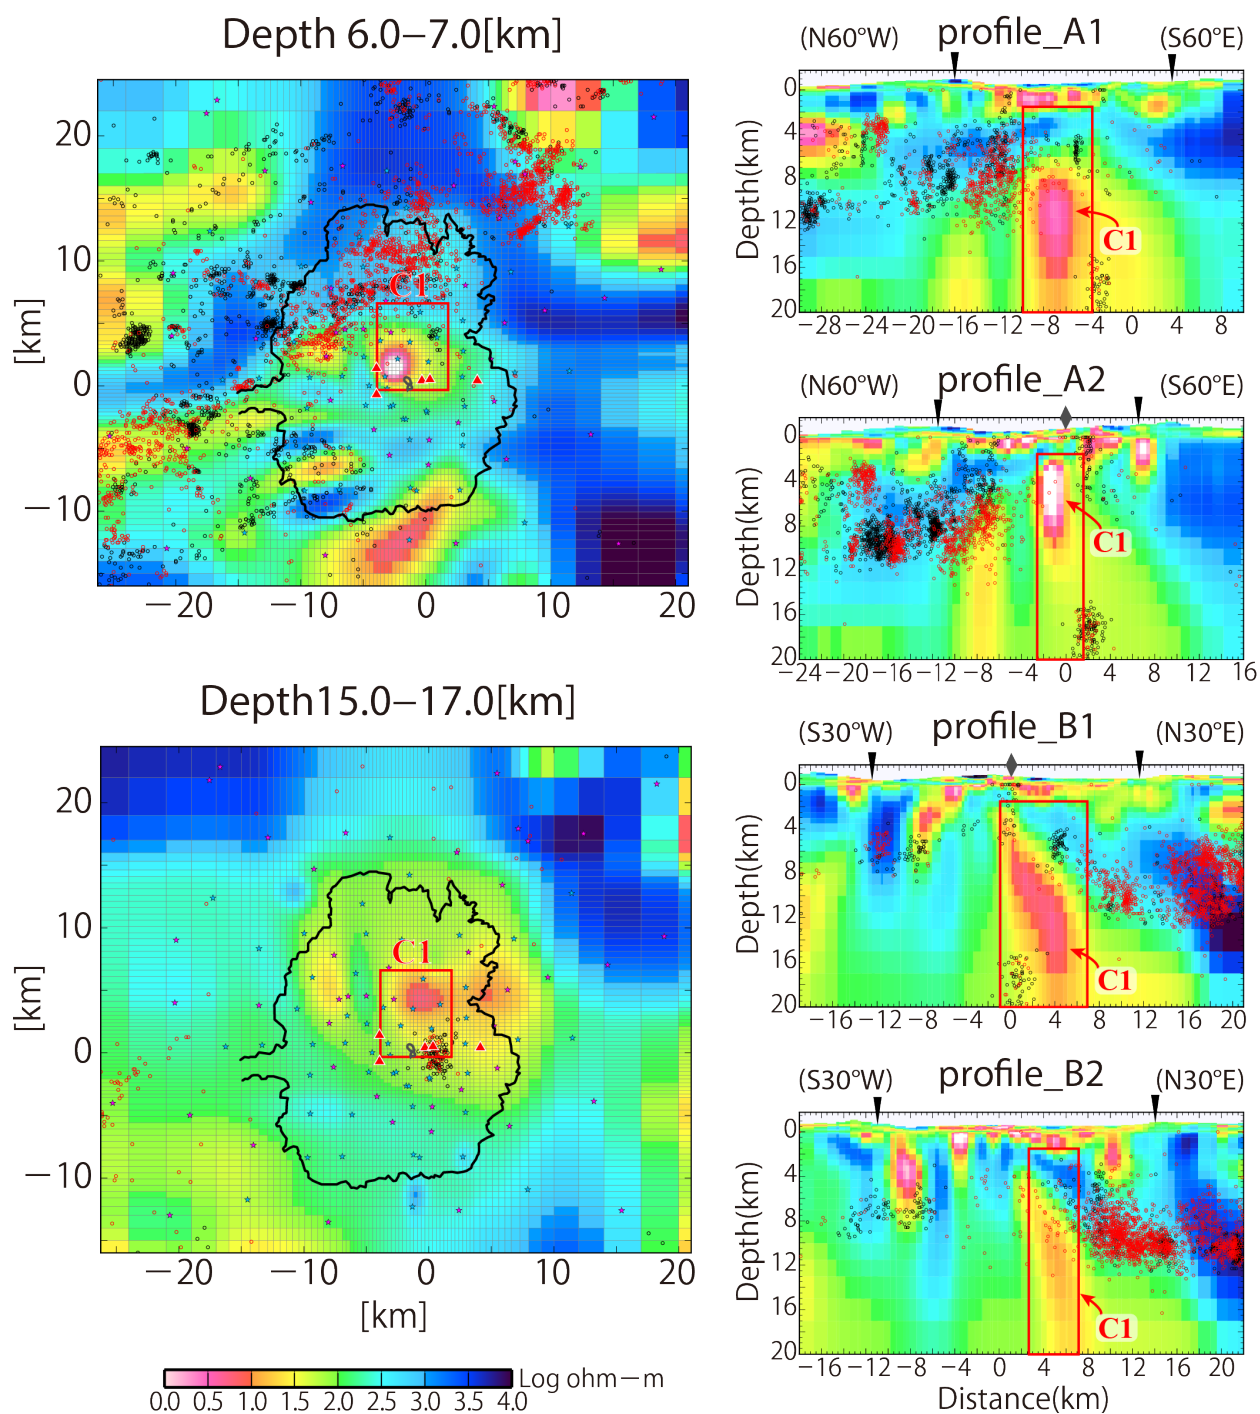 Depth 6.0−7.0[km]
20
10
0
−10
[km]
−20
−10
0
10
20
C1
Depth15.0−17.0[km]
20
10
0
−10
[km]
−20
−10
0
10
20
[km]
C1
0.0 0.5 1.0 1.5 2.0 2.5 3.0 3.5 4.0
Log ohm−m
(N60°W) profile_A1 (S60°E)
0
4
8
12
16
20
Depth(km)
C1
−28 −24 −20 −16 −12 −8 −4 0 4 8
(N60°W) profile_A2 (S60°E)
0
4
8
12
16
20
Depth(km)
C1
−24 −20 −16 −12 −8 −4 0 4 8 12 16
(S30°W) profile_B1 (N30°E)
0
4
8
12
16
20
Depth(km)
C1
−16 −12 −8 −4 0 4 8 12 16 20
(S30°W) profile_B2 (N30°E)
0
4
8
12
16
20
Depth(km)
C1
−16 −12 −8 −4 0 4 8 12 16 20
Distance(km)